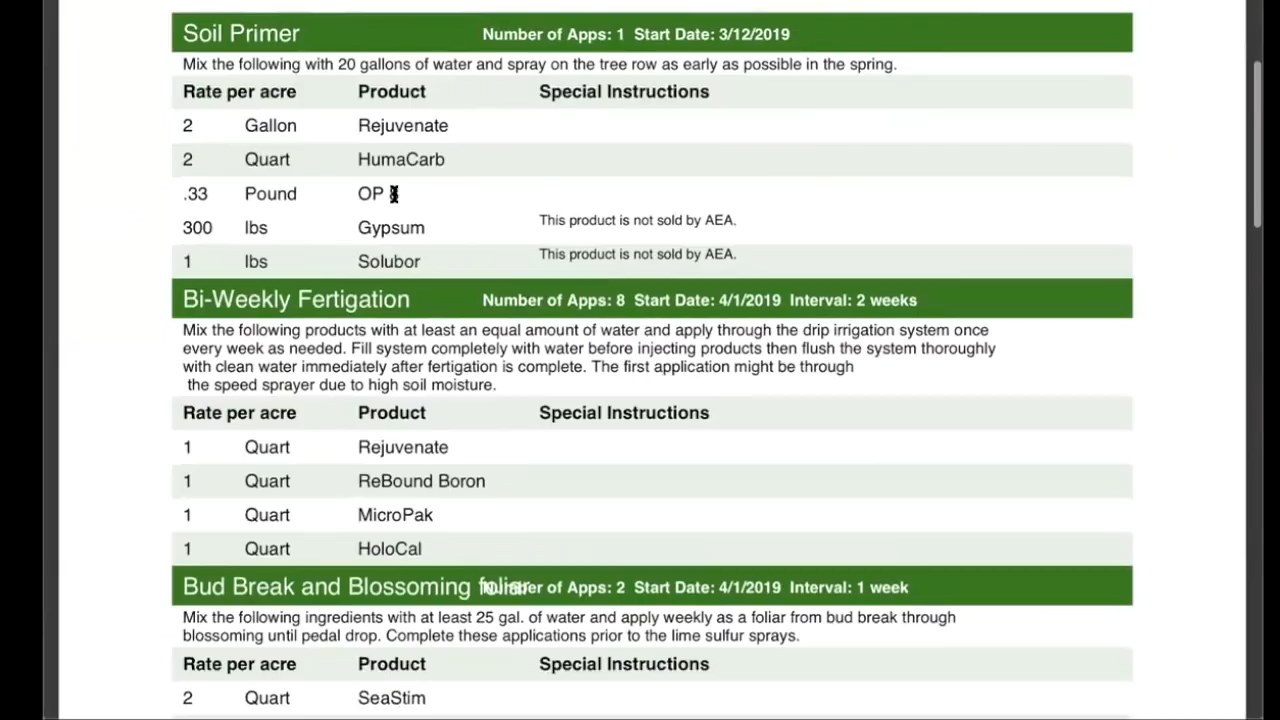 Soil Primer Number of Apps: 1 Start Date: 3/12/2019
Mix the following with 20 gallons of water and spray on the tree row as early as possible in the spring.
Rate per acre Product Special Instructions
2 Gallon Rejuvenate
2 Quart HumaCarb
.33 Pound OP
300 lbs Gypsum This product is not sold by AEA.
1 lbs Solubor This product is not sold by AEA.
Bi-Weekly Fertigation Number of Apps: 8 Start Date: 4/1/2019 Interval: 2 weeks
Mix the following products with at least an equal amount of water and apply through the drip irrigation system once
every week as needed. Fill system completely with water before injecting products then flush the system thoroughly
with clean water immediately after fertigation is complete. The first application might be through
the speed sprayer due to high soil moisture.
Rate per acre Product Special Instructions
1 Quart Rejuvenate
1 Quart ReBound Boron
1 Quart MicroPak
1 Quart HoloCal
Bud Break and Blossoming foliar Number of Apps: 2 Start Date: 4/1/2019 Interval: 1 week
Mix the following ingredients with at least 25 gal. of water and apply weekly as a foliar from bud break through
blossoming until pedal drop. Complete these applications prior to the lime sulfur sprays.
Rate per acre Product Special Instructions
2 Quart SeaStim